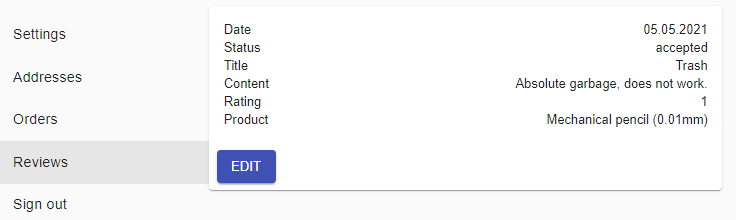 Settings
Addresses
Orders
Reviews
Sign out
Date 05.05.2021
Status accepted
Title Trash
Content Absolute garbage, does not work.
Rating 1
Product Mechanical pencil (0.01mm)
EDIT